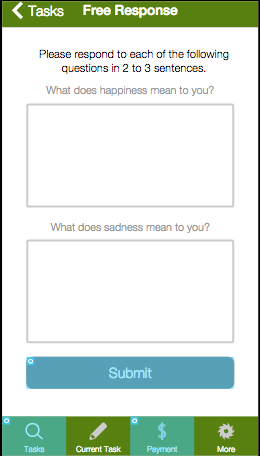 Tasks Free Response
Please respond to each of the following
questions in 2 to 3 sentences.
What does happiness mean to you?
What does sadness mean to you?
Submit
Tasks Current Task Payment More